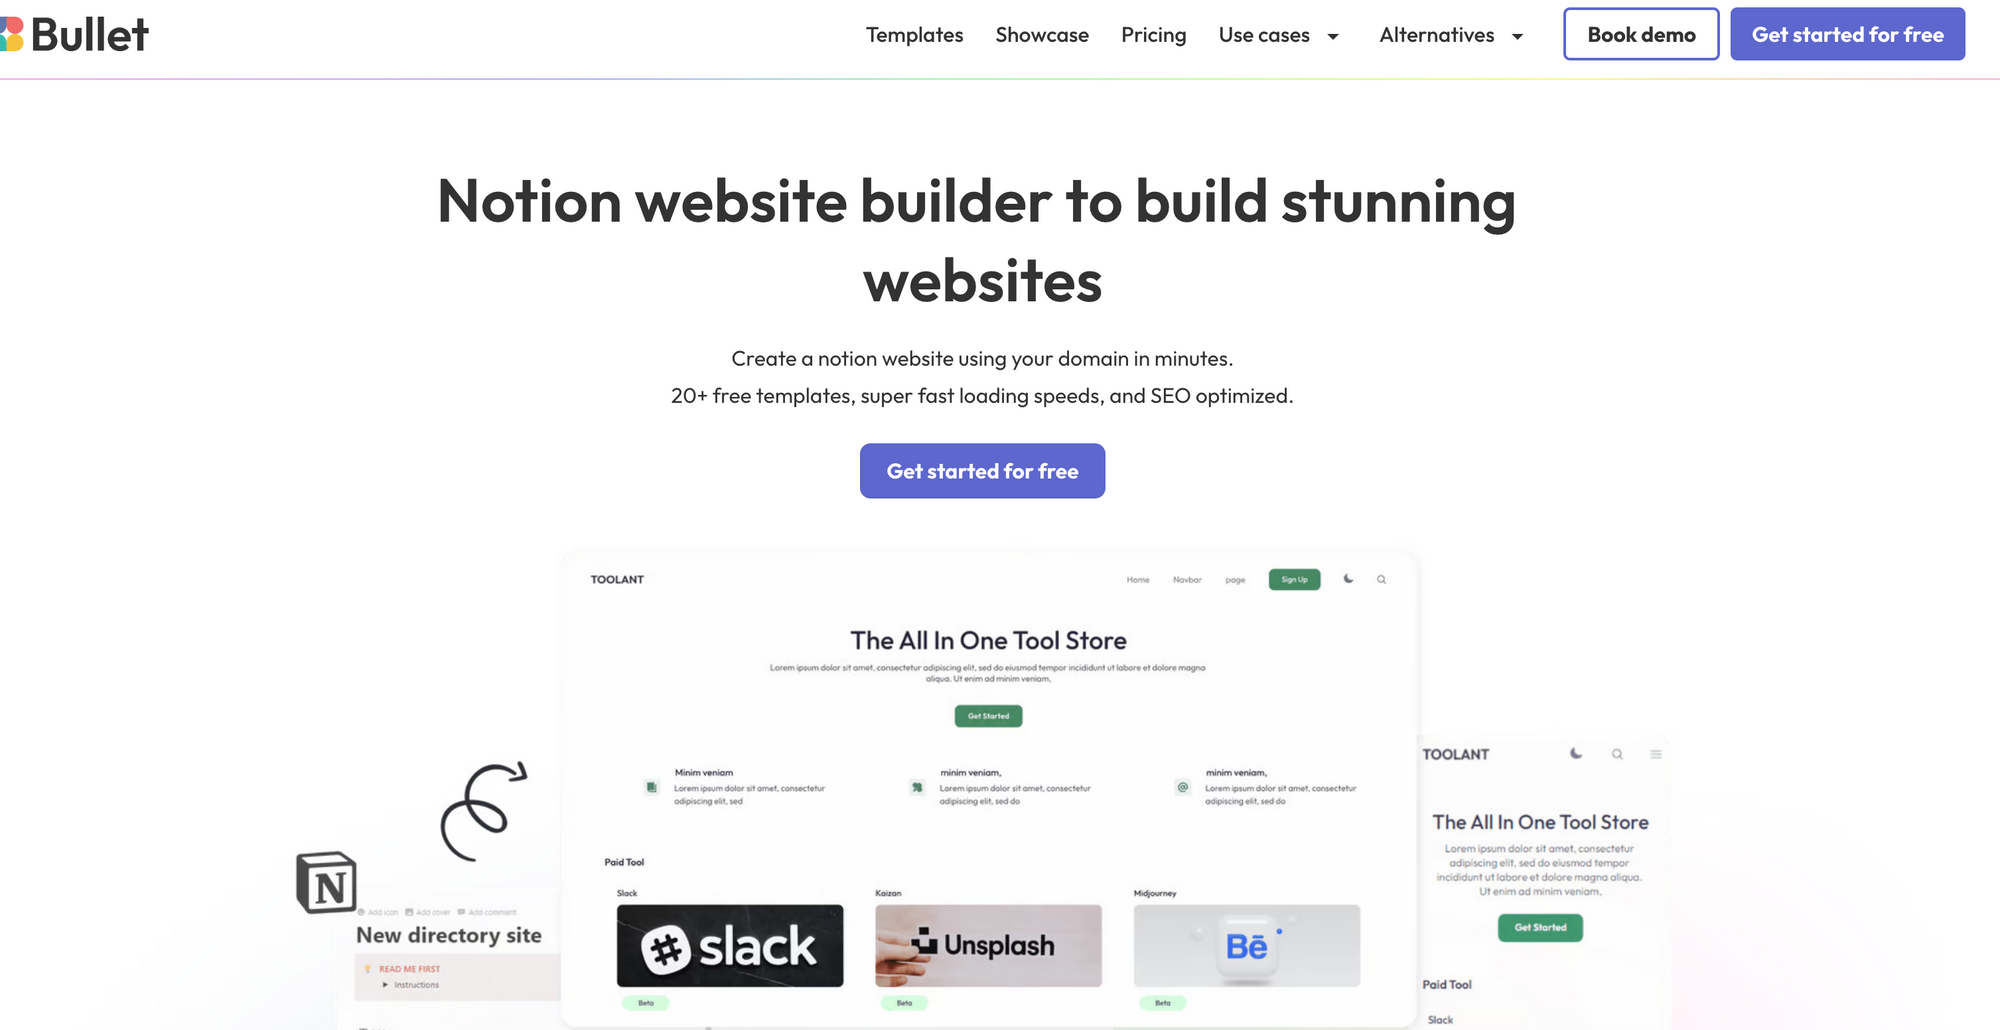 Bullet
Templates Showcase Pricing Use cases Alternatives Book demo Get started for free
Notion website builder to build stunning
websites
Create a notion website using your domain in minutes.
20+ free templates, super fast loading speeds, and SEO optimized.
Get started for free
TOOLANT
Home Navbar page Sign Up
The All In One Tool Store
Lorem ipsum dolor sit amet, consectetur adipiscing elit, sed do eiusmod tempor incididunt ut labore et dolore magna
aliqua. Ut enim ad minim veniam,
Get Started
Minim veniam
Lorem ipsum dolor sit amet, consectetur
adipiscing elit, sed
minim veniam,
Lorem ipsum dolor sit amet, consectetur
adipiscing elit, sed do
minim veniam,
Lorem ipsum dolor sit amet, consectetur
adipiscing elit, sed do
Paid Tool
Slack
slack
Beta
Kaizan
Unsplash
Beta
Midjourney
Bē
Beta
N
Add icon Add cover Add comment
New directory site
READ ME FIRST
Instructions
TOOLANT
The All In One Tool Store
Lorem ipsum dolor sit amet, consectetur
adipiscing elit, sed do eiusmod tempor
incididunt ut labore et dolore magna aliqua.
Ut enim ad minim veniam,
Get Started
Paid Tool
Slack